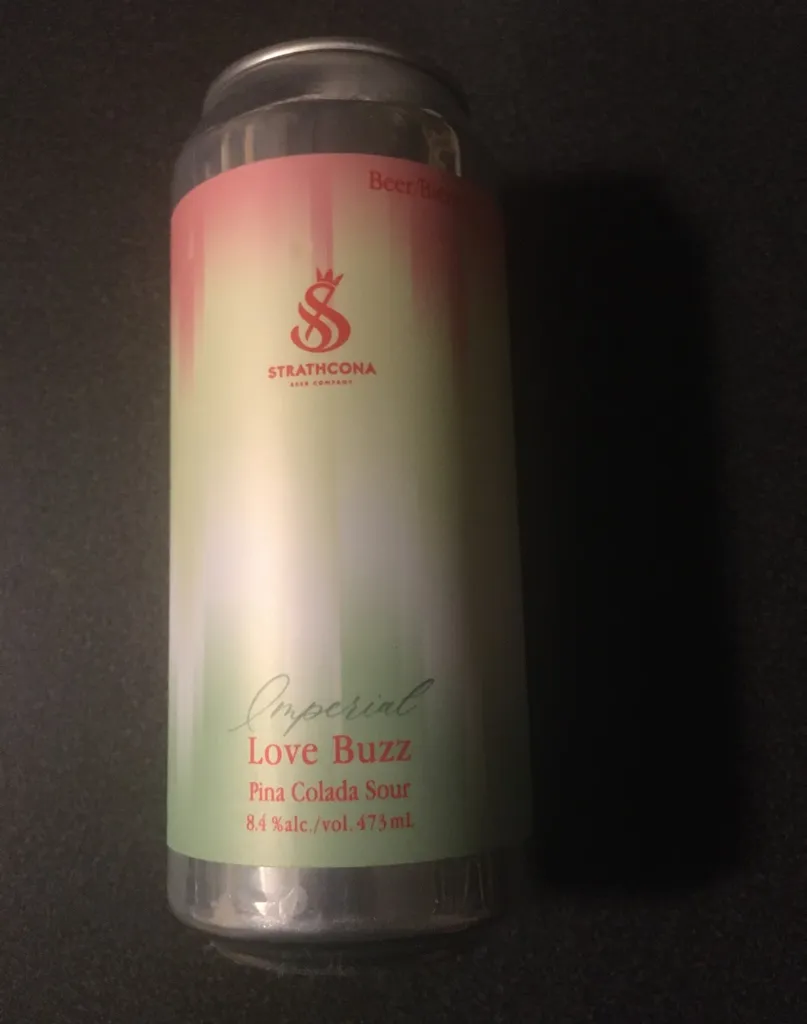 Beer/
STRATHCONA
BEER COMPANY
Imperial
Love Buzz
Pina Colada Sour
8.4 %alc./vol. 473 mL